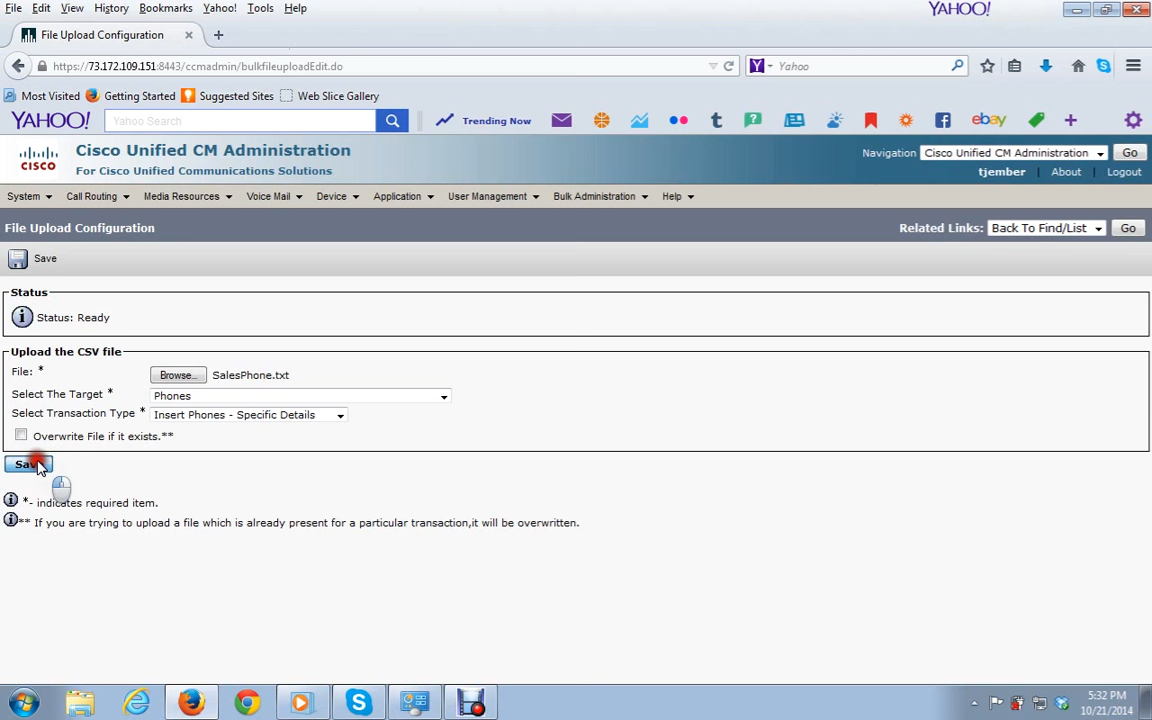 File Edit View History Bookmarks Yahoo! Tools Help YAHOO!
File Upload Configuration
https://73.172.109.151:8443/ccmadmin/bulkfileuploadEdit.do Yahoo
Most Visited Getting Started Suggested Sites Web Slice Gallery
YAHOO! Yahoo Search Trending Now ebay
CISCO Cisco Unified CM Administration Navigation Cisco Unified CM Administration Go
For Cisco Unified Communications Solutions tjember About Logout
System Call Routing Media Resources Voice Mail Device Application User Management Bulk Administration Help
File Upload Configuration Related Links: Back To Find/List Go
Save
Status
Status: Ready
Upload the CSV file
File: * Browse... SalesPhone.txt
Select The Target * Phones
Select Transaction Type * Insert Phones - Specific Details
Overwrite File if it exists.**
Save
*- indicates required item.
** If you are trying to upload a file which is already present for a particular transaction,it will be overwritten.
5:32 PM
10/21/2014